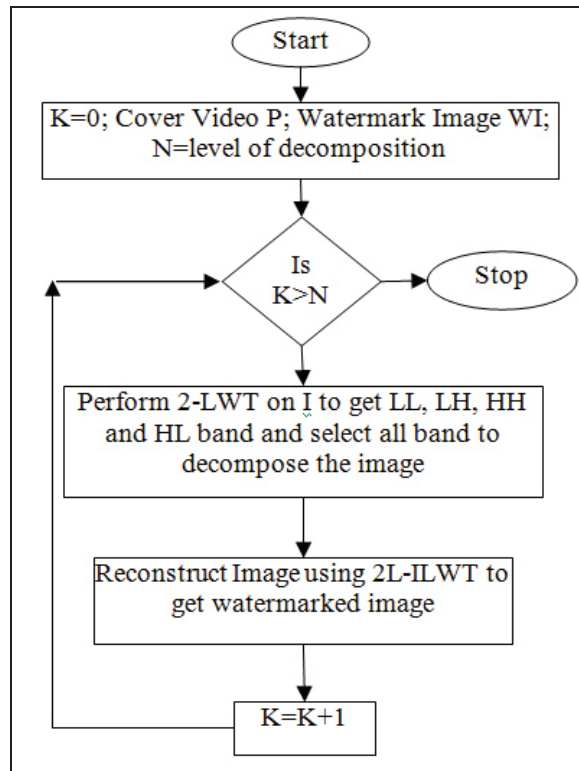 Start
K=0; Cover Video P; Watermark Image WI;
N=level of decomposition
Is
K>N
Stop
Perform 2-LWT on I to get LL, LH, HH
and HL band and select all band to
decompose the image
Reconstruct Image using 2L-ILWT to
get watermarked image
K=K+1